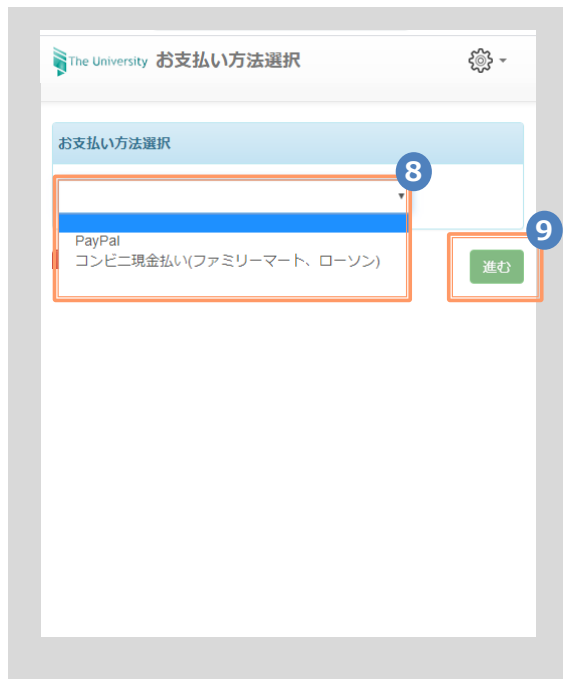 The University お支払い方法選択
お支払い方法選択
8
PayPal
コンビニ現金払い(ファミリーマート、ローソン)
9
進む